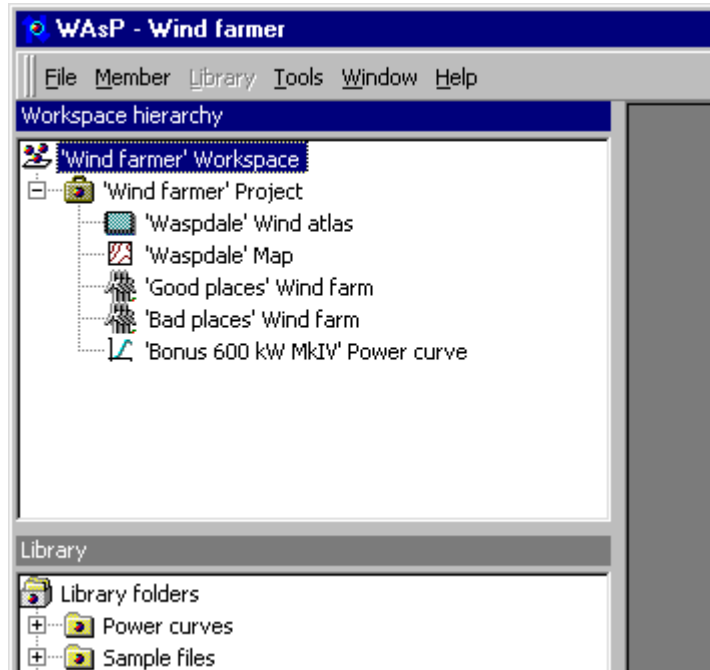 WAsP - Wind farmer
File Member Library Tools Window Help
Workspace hierarchy
'Wind farmer' Workspace
'Wind farmer' Project
'Waspdale' Wind atlas
'Waspdale' Map
'Good places' Wind farm
'Bad places' Wind farm
'Bonus 600 kW MkIV' Power curve
Library
Library folders
Power curves
Sample files